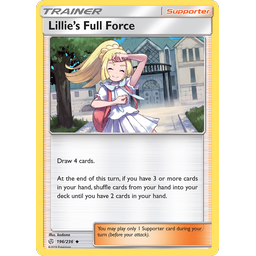 TRAINER Supporter
Lillie's Full Force
Draw 4 cards.
At the end of this turn, if you have 3 or more cards
in your hand, shuffle cards from your hand into your
deck until you have 2 cards in your hand.
You may play only 1 Supporter card during your
turn (before your attack).
196/236